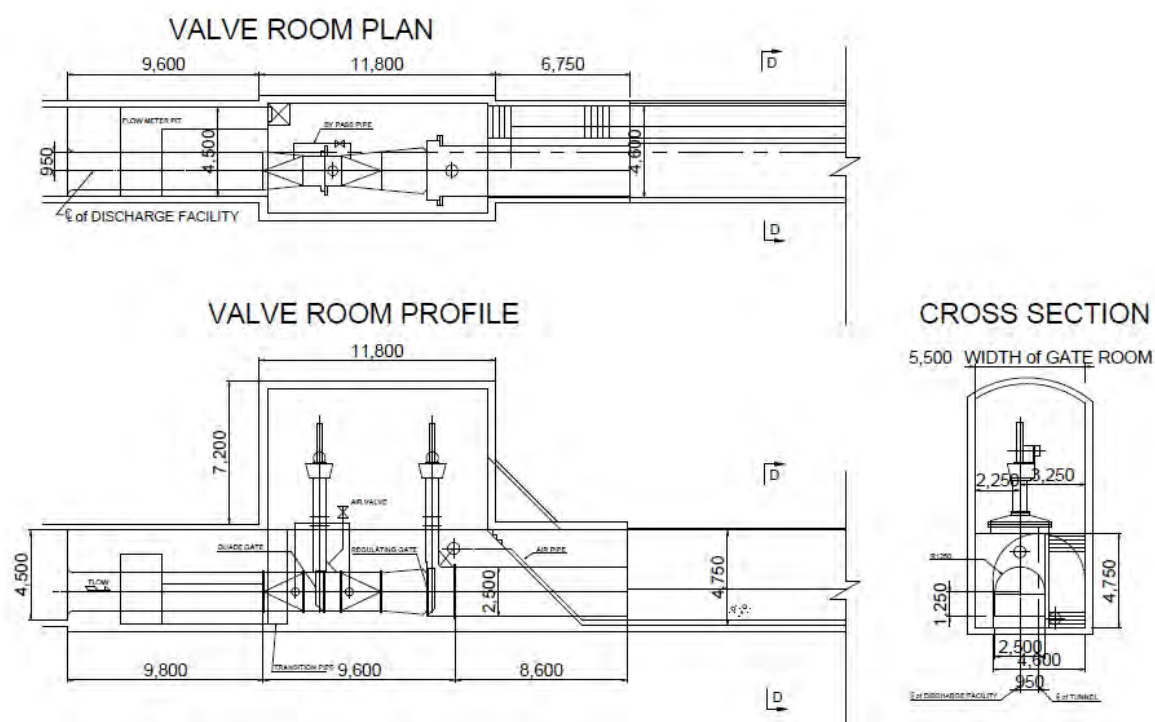 VALVE ROOM PLAN
9,600
11,800
6,750
D
FLOW METER PIT
BY PASS PIPE
4,500
950
4,600
℄ of DISCHARGE FACILITY
D
VALVE ROOM PROFILE
CROSS SECTION
11,800
5,500 WIDTH of GATE ROOM
7,200
D
2,250
3,250
AIR VALVE
GUADE GATE
REGULATING GATE
AIR PIPE
FLOW
4,500
2,500
4,750
R1250
1,250
4,750
TRANSITION PIPE
9,800
9,600
8,600
2,500
4,600
950
D
℄ of DISCHARGE FACILITY
℄ of TUNNEL